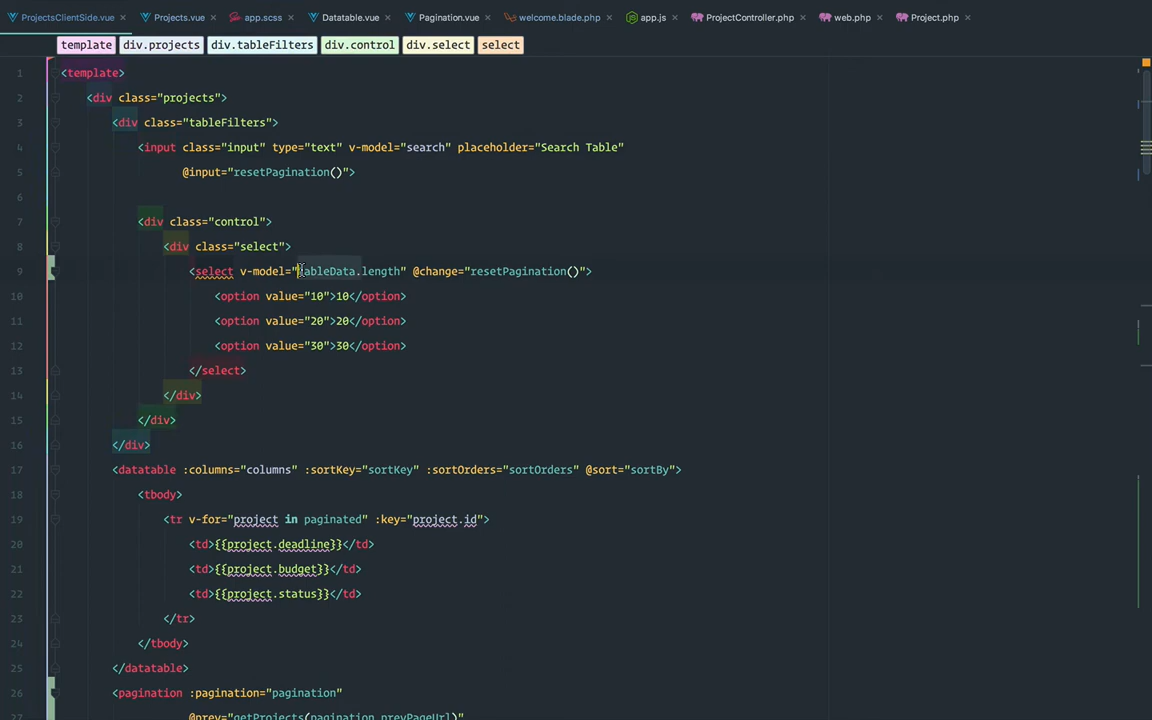 ProjectsClientSide.vue × Projects.vue × app.scss × Datatable.vue × Pagination.vue × welcome.blade.php × app.js × ProjectController.php × web.php × Project.php ×
template div.projects div.tableFilters div.control div.select select
1 <template>
2 <div class="projects">
3 <div class="tableFilters">
4 <input class="input" type="text" v-model="search" placeholder="Search Table"
5 @input="resetPagination()">
6
7 <div class="control">
8 <div class="select">
9 <select v-model="tableData.length" @change="resetPagination()">
10 <option value="10">10</option>
11 <option value="20">20</option>
12 <option value="30">30</option>
13 </select>
14 </div>
15 </div>
16 </div>
17 <datatable :columns="columns" :sortKey="sortKey" :sortOrders="sortOrders" @sort="sortBy">
18 <tbody>
19 <tr v-for="project in paginated" :key="project.id">
20 <td>{{project.deadline}}</td>
21 <td>{{project.budget}}</td>
22 <td>{{project.status}}</td>
23 </tr>
24 </tbody>
25 </datatable>
26 <pagination :pagination="pagination"
@prev="getProjects(pagination.prevPageUrl)"